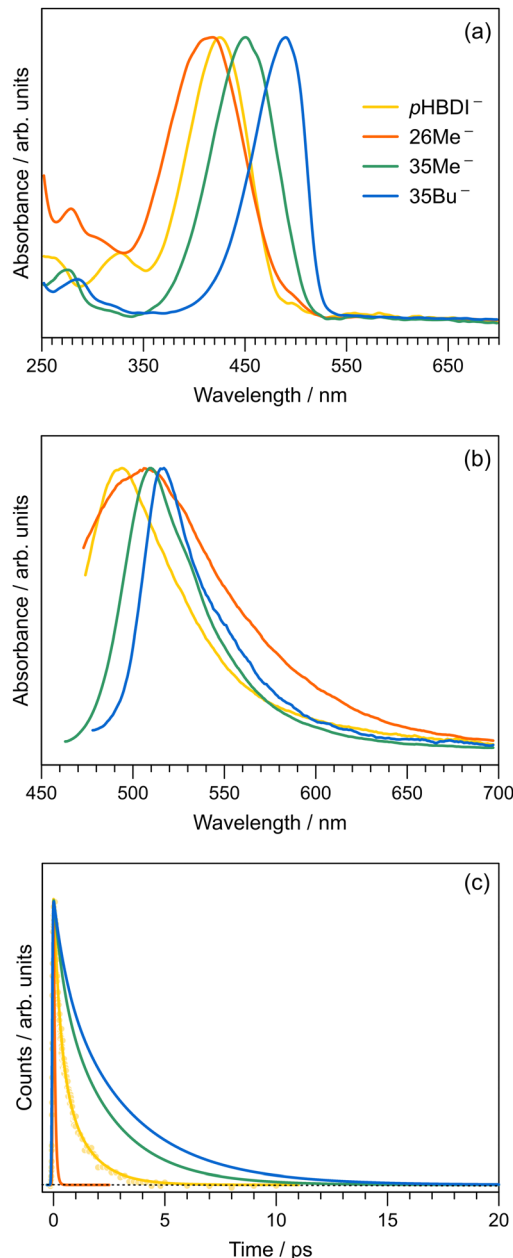 (a)
pHBDI⁻
26Me⁻
35Me⁻
35Bu⁻
Absorbance / arb. units
250 350 450 550 650
Wavelength / nm
(b)
Absorbance / arb. units
450 500 550 600 650 700
Wavelength / nm
(c)
Counts / arb. units
0 5 10 15 20
Time / ps